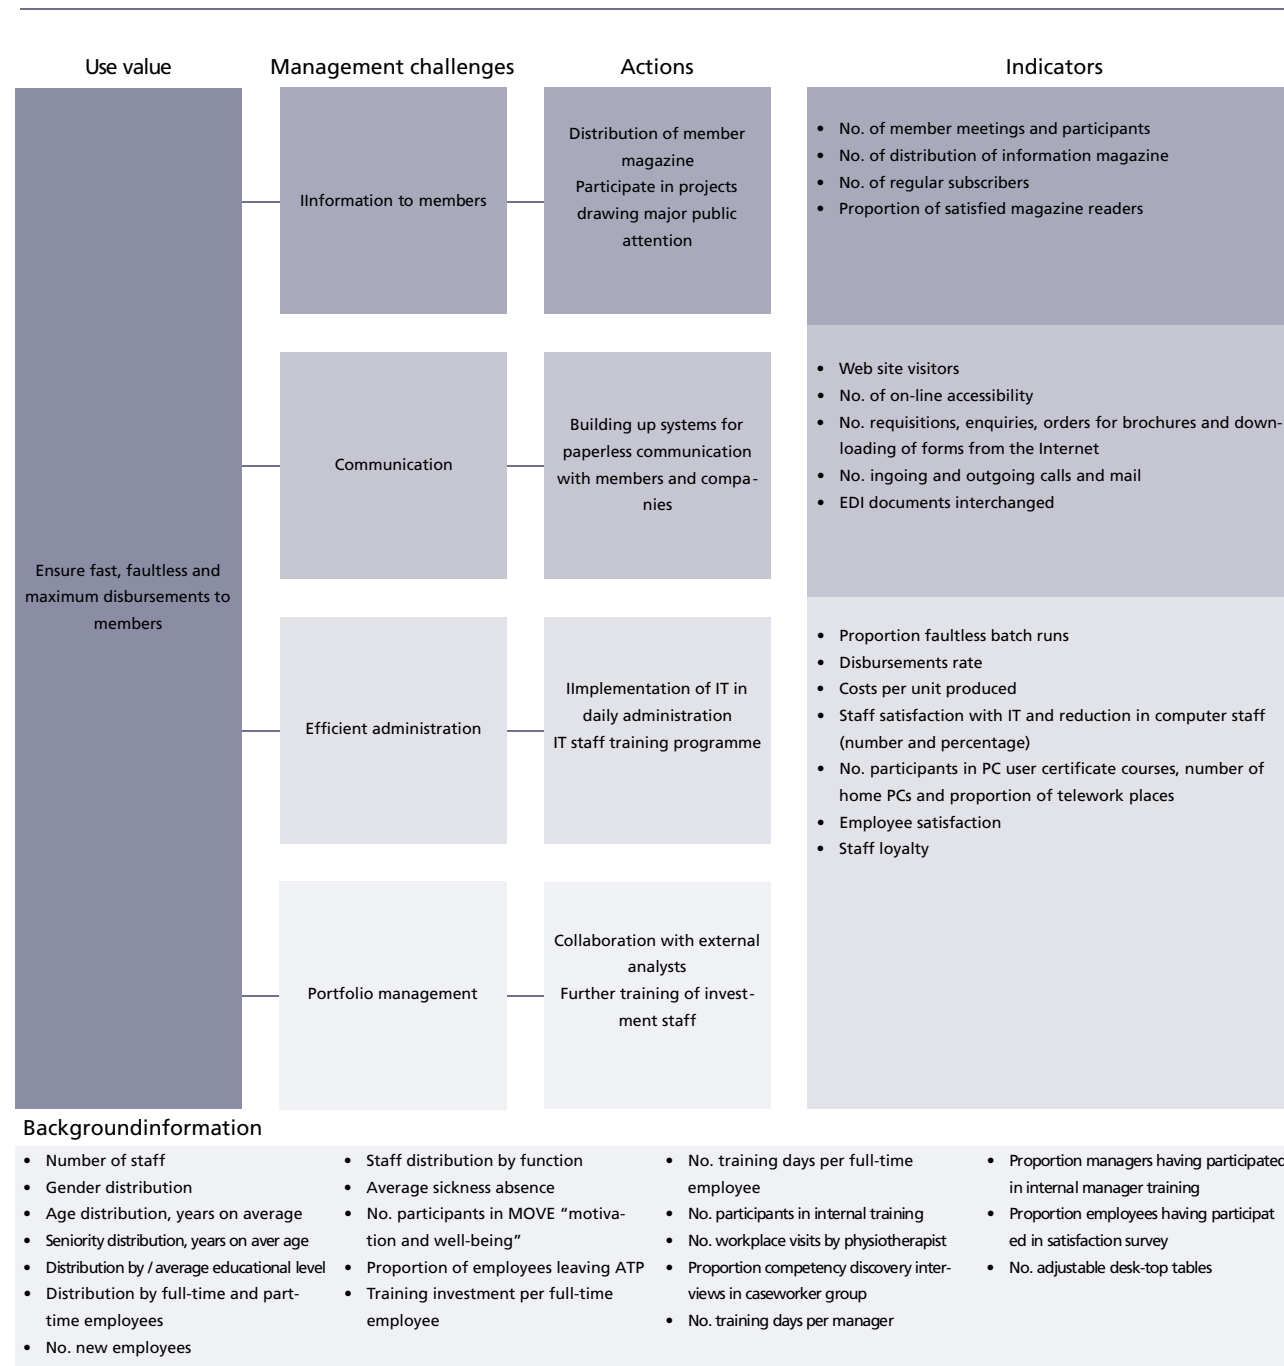 Use value
Management challenges
Actions
Indicators
Ensure fast, faultless and
maximum disbursements to
members
IInformation to members
Distribution of member
magazine
Participate in projects
drawing major public
attention
• No. of member meetings and participants
• No. of distribution of information magazine
• No. of regular subscribers
• Proportion of satisfied magazine readers
Communication
Building up systems for
paperless communication
with members and compa-
nies
• Web site visitors
• No. of on-line accessibility
• No. requisitions, enquiries, orders for brochures and down-
loading of forms from the Internet
• No. ingoing and outgoing calls and mail
• EDI documents interchanged
Efficient administration
IImplementation of IT in
daily administration
IT staff training programme
• Proportion faultless batch runs
• Disbursements rate
• Costs per unit produced
• Staff satisfaction with IT and reduction in computer staff
(number and percentage)
• No. participants in PC user certificate courses, number of
home PCs and proportion of telework places
• Employee satisfaction
• Staff loyalty
Portfolio management
Collaboration with external
analysts
Further training of invest-
ment staff
Backgroundinformation
• Number of staff
• Gender distribution
• Age distribution, years on average
• Seniority distribution, years on aver age
• Distribution by / average educational level
• Distribution by full-time and part-
time employees
• No. new employees
• Staff distribution by function
• Average sickness absence
• No. participants in MOVE “motiva-
tion and well-being”
• Proportion of employees leaving ATP
• Training investment per full-time
employee
• No. training days per full-time
employee
• No. participants in internal training
• No. workplace visits by physiotherapist
• Proportion competency discovery inter-
views in caseworker group
• No. training days per manager
• Proportion managers having participated
in internal manager training
• Proportion employees having participat
ed in satisfaction survey
• No. adjustable desk-top tables